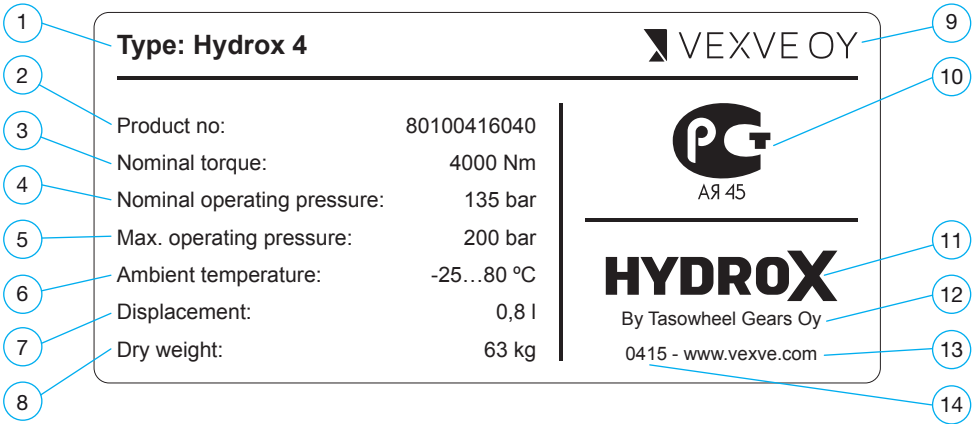 1
Type: Hydrox 4
VEXVE OY
9
2
10
Product no: 80100416040
3
Nominal torque: 4000 Nm
4
Nominal operating pressure: 135 bar
5
Max. operating pressure: 200 bar
6
Ambient temperature: -25…80 ºC
7
Displacement: 0,8 l
8
Dry weight: 63 kg
РСТ
АЯ 45
HYDROX
11
By Tasowheel Gears Oy
12
0415 - www.vexve.com
13
14